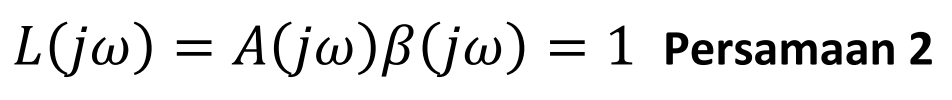 L(jω) = A(jω)β(jω) = 1 Persamaan 2